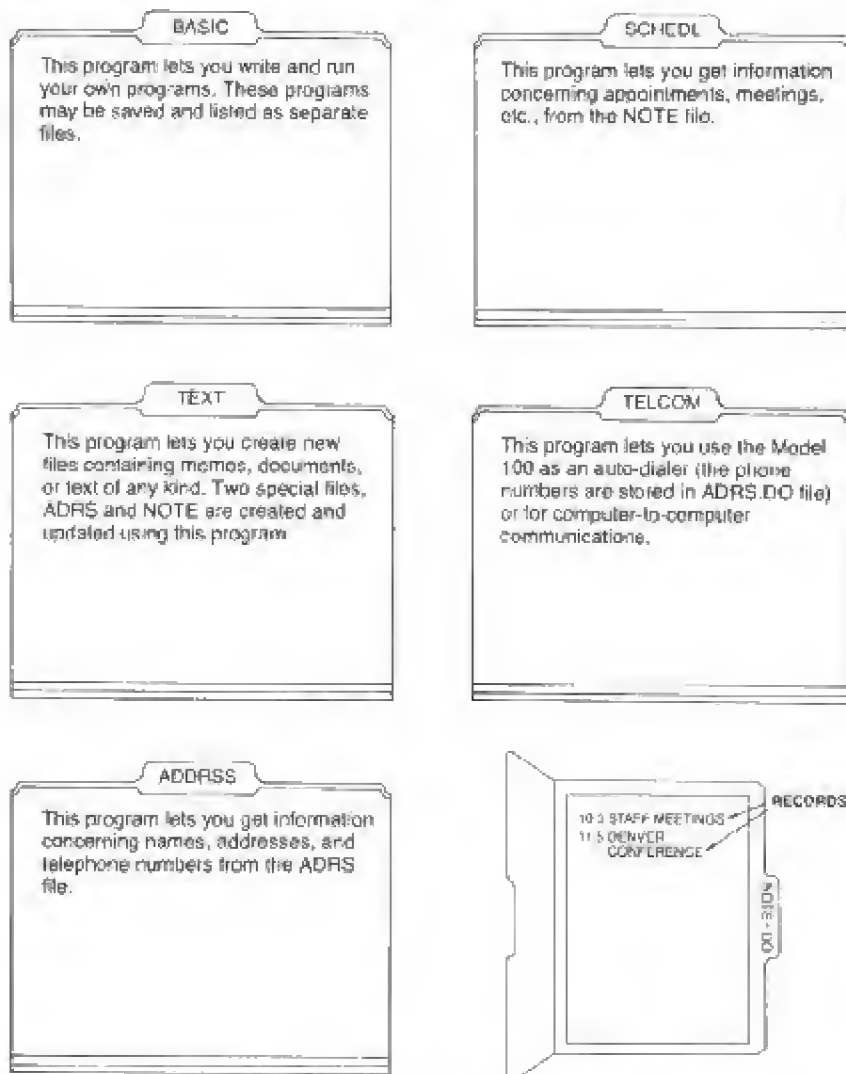 BASIC
This program lets you write and run
your own programs. These programs
may be saved and listed as separate
files.
SCHEDL
This program lets you get information
concerning appointments, meetings,
etc., from the NOTE file.
TEXT
This program lets you create new
files containing memos, documents,
or text of any kind. Two special files,
ADRS and NOTE are created and
updated using this program
TELCOM
This program lets you use the Model
100 as an auto-dialer (the phone
numbers are stored in ADRS.DO file)
or for computer-to-computer
communications.
ADDRSS
This program lets you get information
concerning names, addresses, and
telephone numbers from the ADRS
file.
RECORDS
STAFF MEETINGS
DENVER
CONFERENCE
NOTE.DO